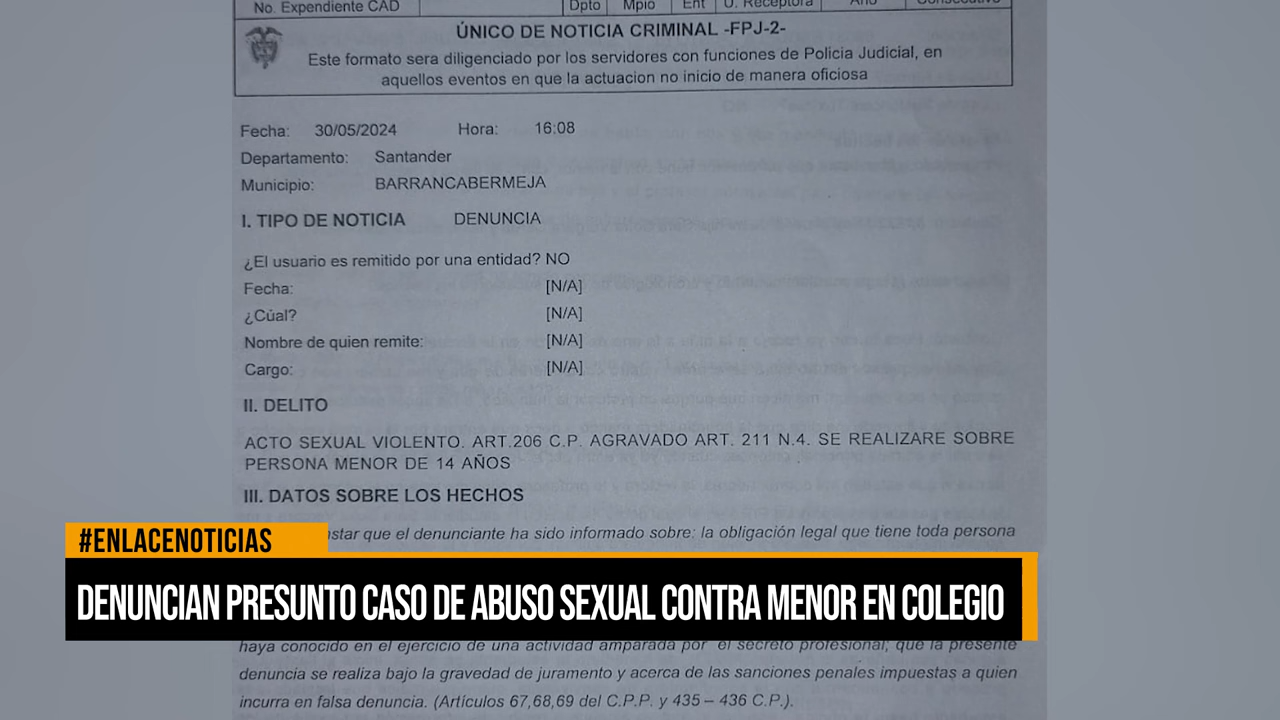 No. Expediente CAD Dpto Mpio Ent U. Receptora Año Consecutivo
ÚNICO DE NOTICIA CRIMINAL -FPJ-2-
Este formato sera diligenciado por los servidores con funciones de Policia Judicial, en
aquellos eventos en que la actuacion no inicio de manera oficiosa
Fecha: 30/05/2024 Hora: 16:08
Departamento: Santander
Municipio: BARRANCABERMEJA
I. TIPO DE NOTICIA DENUNCIA
¿El usuario es remitido por una entidad? NO
Fecha: [N/A]
¿Cúal? [N/A]
Nombre de quien remite: [N/A]
Cargo: [N/A]
II. DELITO
ACTO SEXUAL VIOLENTO. ART.206 C.P. AGRAVADO ART. 211 N.4. SE REALIZARE SOBRE
PERSONA MENOR DE 14 AÑOS
III. DATOS SOBRE LOS HECHOS
que el denunciante ha sido informado sobre: la obligación legal que tiene toda persona
#ENLACENOTICIAS
DENUNCIAN PRESUNTO CASO DE ABUSO SEXUAL CONTRA MENOR EN COLEGIO
haya conocido en el ejercicio de una actividad amparada por el secreto profesional; que la presente
denuncia se realiza bajo la gravedad de juramento y acerca de las sanciones penales impuestas a quien
incurra en falsa denuncia. (Artículos 67,68,69 del C.P.P. y 435 – 436 C.P.).